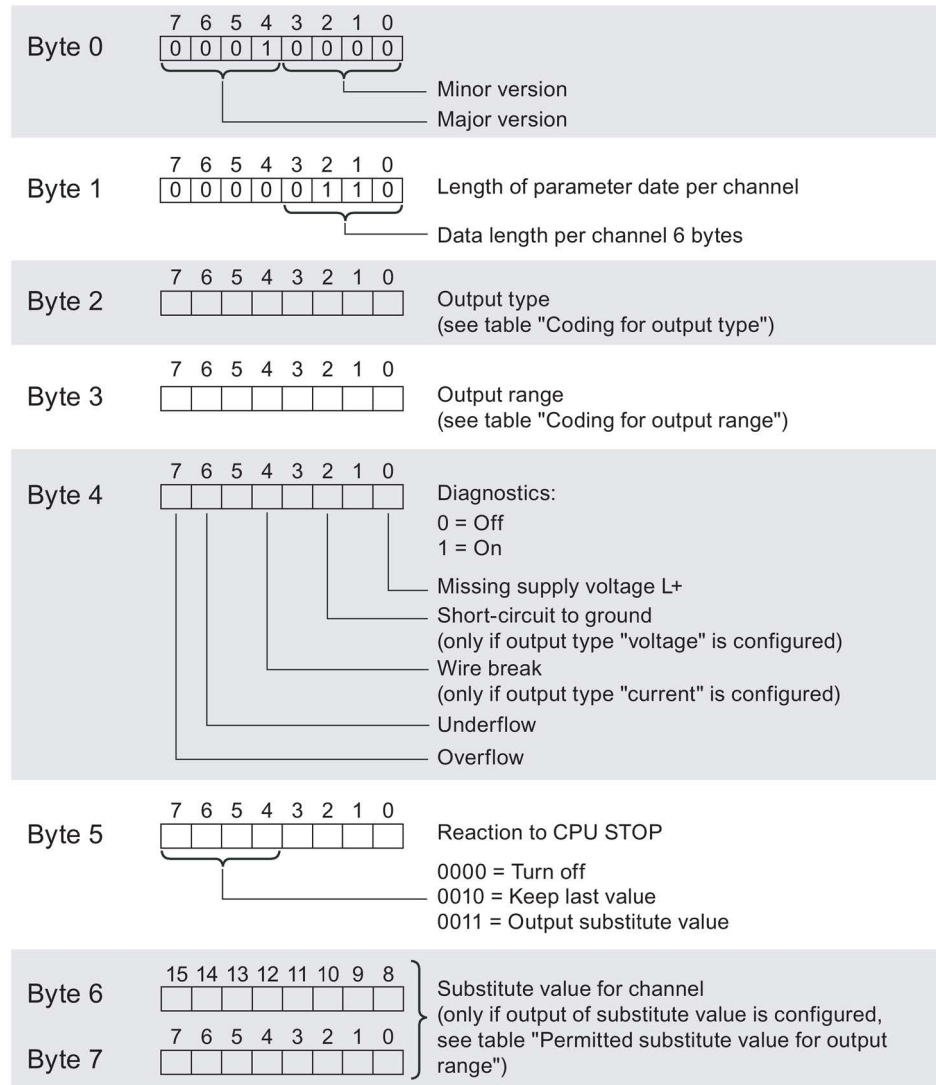 7 6 5 4 3 2 1 0
Byte 0 0 0 0 1 0 0 0 0
Minor version
Major version
7 6 5 4 3 2 1 0
Byte 1 0 0 0 0 0 1 1 0 Length of parameter date per channel
Data length per channel 6 bytes
7 6 5 4 3 2 1 0
Byte 2 Output type
(see table "Coding for output type")
7 6 5 4 3 2 1 0
Byte 3 Output range
(see table "Coding for output range")
7 6 5 4 3 2 1 0
Byte 4 Diagnostics:
0 = Off
1 = On
Missing supply voltage L+
Short-circuit to ground
(only if output type "voltage" is configured)
Wire break
(only if output type "current" is configured)
Underflow
Overflow
7 6 5 4 3 2 1 0
Byte 5 Reaction to CPU STOP
0000 = Turn off
0010 = Keep last value
0011 = Output substitute value
15 14 13 12 11 10 9 8
Byte 6 Substitute value for channel
(only if output of substitute value is configured,
7 6 5 4 3 2 1 0 see table "Permitted substitute value for output
Byte 7 range")